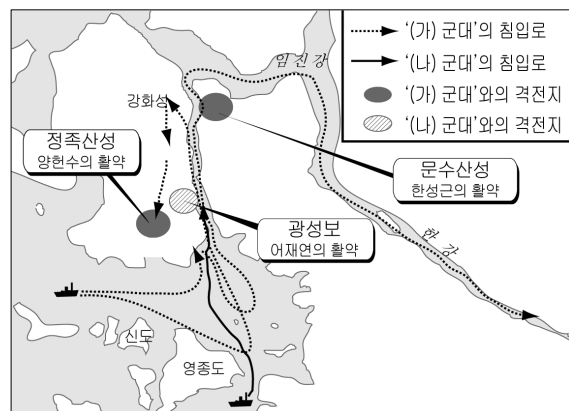 '(가) 군대'의 침입로
'(나) 군대'의 침입로
'(가) 군대'와의 격전지
'(나) 군대'와의 격전지
임진강
강화성
정족산성
양헌수의 활약
문수산성
한성근의 활약
광성보
어재연의 활약
한강
신도
영종도